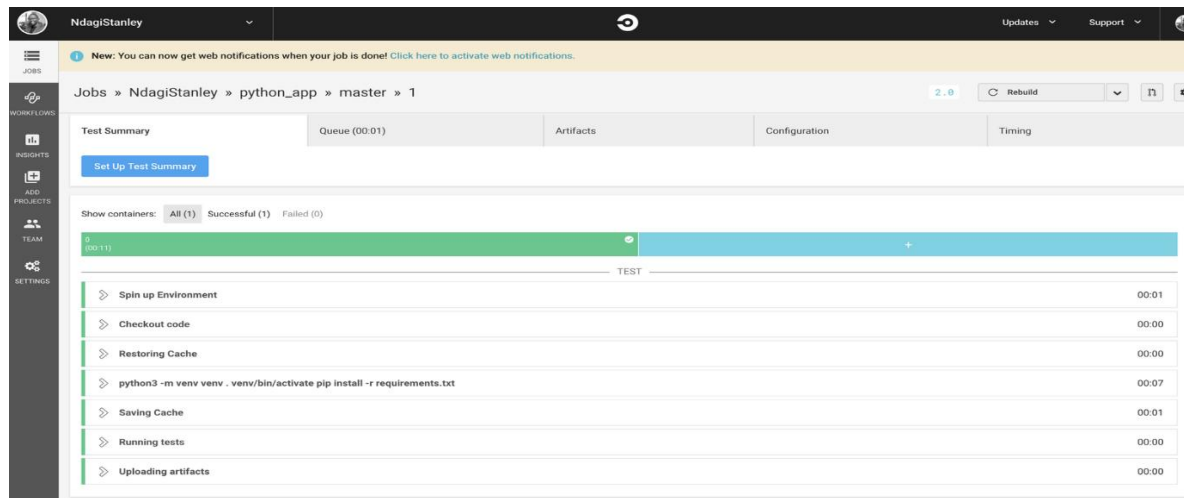 NdagiStanley
Updates
Support
JOBS
New: You can now get web notifications when your job is done! Click here to activate web notifications.
WORKFLOWS
Jobs » NdagiStanley » python_app » master » 1
2.0
Rebuild
INSIGHTS
Test Summary
Queue (00:01)
Artifacts
Configuration
Timing
ADD
PROJECTS
Set Up Test Summary
TEAM
Show containers: All (1) Successful (1) Failed (0)
SETTINGS
0
(00:11)
+
TEST
Spin up Environment 00:01
Checkout code 00:00
Restoring Cache 00:00
python3 -m venv venv . venv/bin/activate pip install -r requirements.txt 00:07
Saving Cache 00:01
Running tests 00:00
Uploading artifacts 00:00